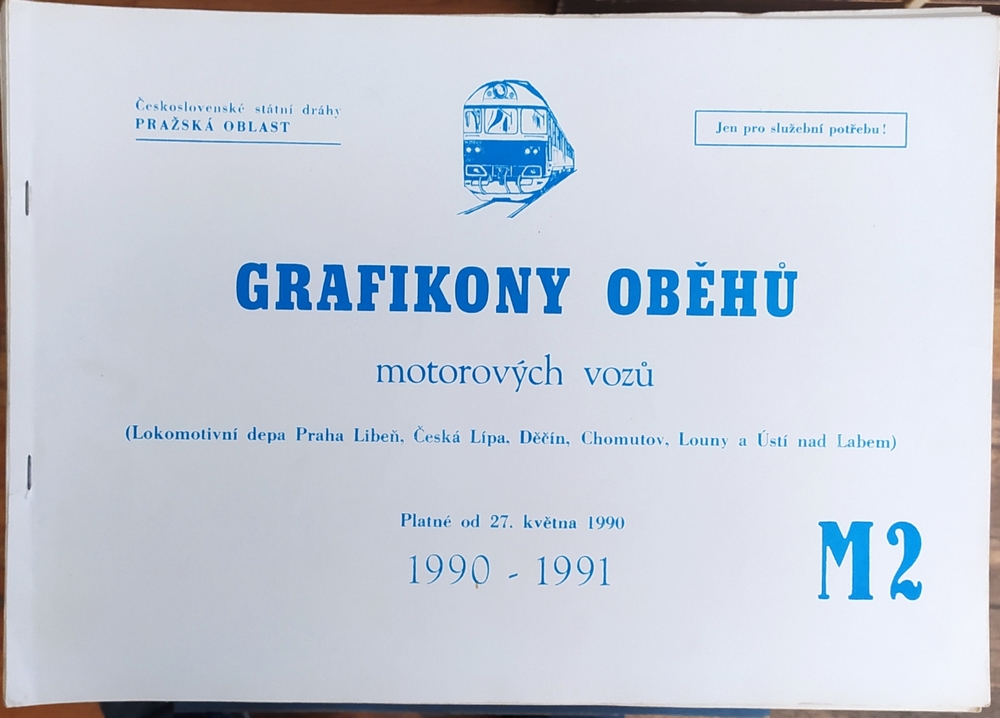 Československé státní dráhy
PRAŽSKÁ OBLAST
Jen pro služební potřebu!
GRAFIKONY OBĚHŮ
motorových vozů
(Lokomotivní depa Praha Libeň, Česká Lípa, Děčín, Chomutov, Louny a Ústí nad Labem)
Platné od 27. května 1990
1990 - 1991
M2